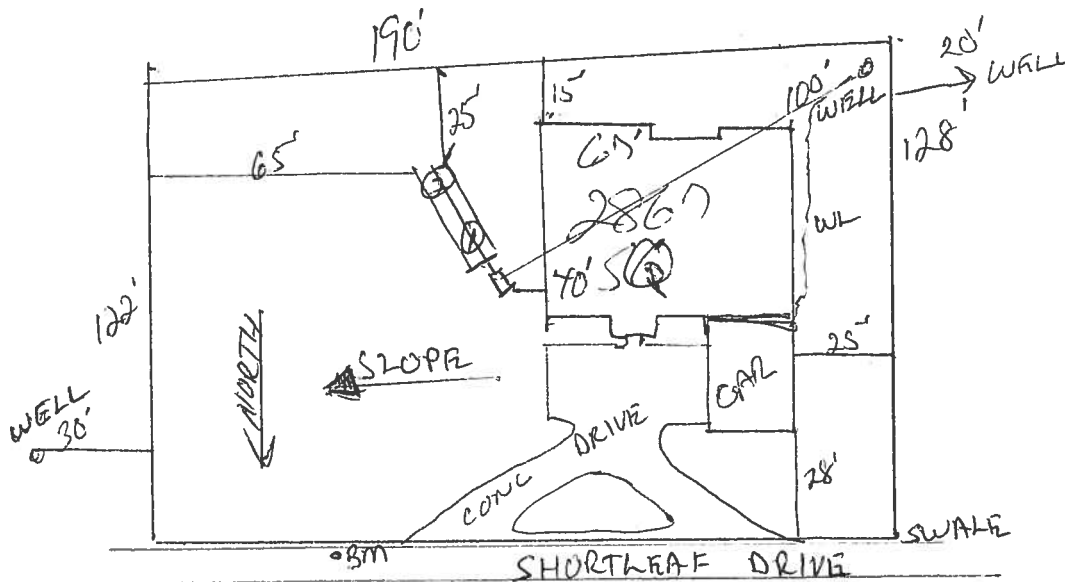 190'
20'
WELL
100'
WELL
15'
25'
128'
65'
67'
2867
WL
40'
122'
NORTH
SLOPE
25'
GAR
WELL
30'
DRIVE
CONC
28'
SWALE
BM
SHORTLEAF DRIVE